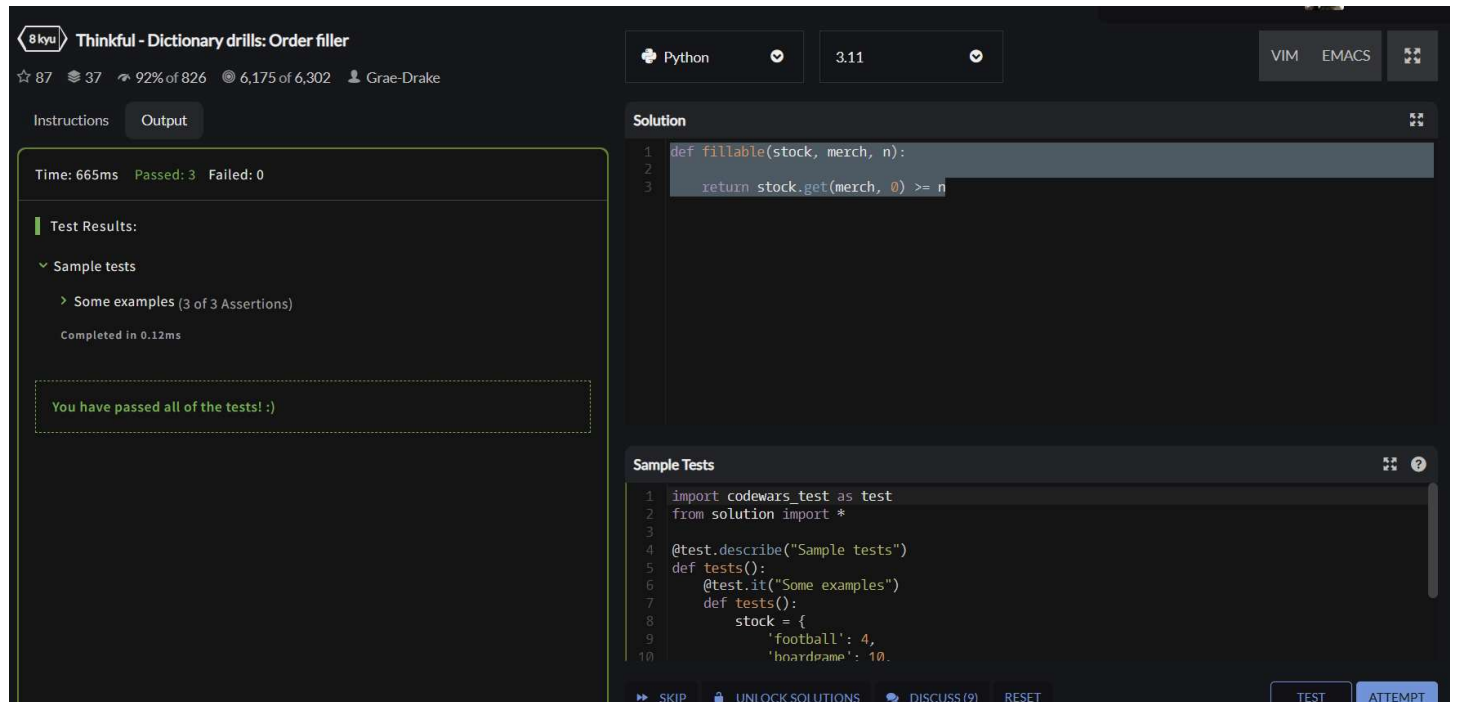 8 kyu Thinkful - Dictionary drills: Order filler
87 37 92% of 826 6,175 of 6,302 Grae-Drake
Instructions Output
Time: 665ms Passed: 3 Failed: 0
Test Results:
Sample tests
Some examples (3 of 3 Assertions)
Completed in 0.12ms
You have passed all of the tests! :)
Python 3.11 VIM EMACS
Solution
1 def fillable(stock, merch, n):
2
3     return stock.get(merch, 0) >= n
Sample Tests
1 import codewars_test as test
2 from solution import *
3
4 @test.describe("Sample tests")
5 def tests():
6     @test.it("Some examples")
7     def tests():
8         stock = {
9             'football': 4,
10             'boardgame': 10,
SKIP UNLOCK SOLUTIONS DISCUSS (9) RESET TEST ATTEMPT